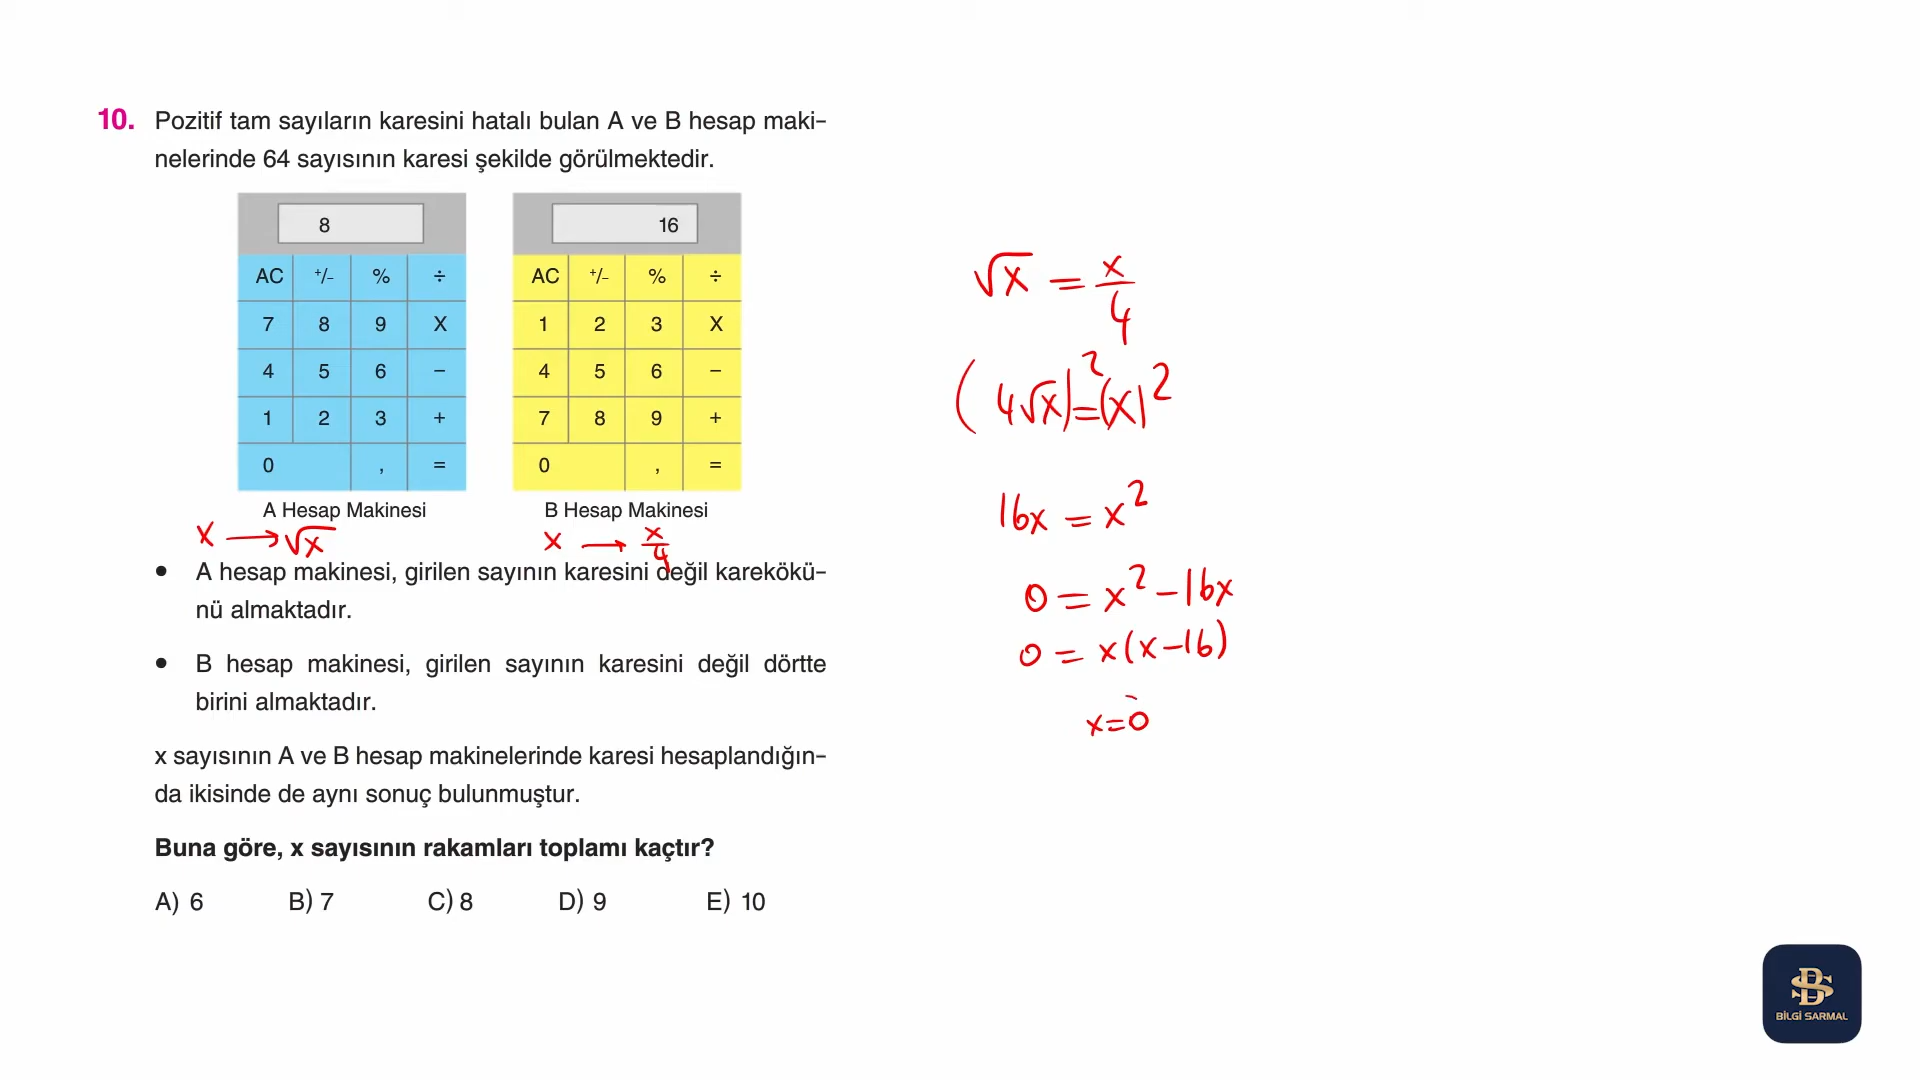 10. Pozitif tam sayıların karesini hatalı bulan A ve B hesap maki-
nelerinde 64 sayısının karesi şekilde görülmektedir.
8
AC +/- % ÷
7 8 9 X
4 5 6 −
1 2 3 +
0 , =
A Hesap Makinesi
x → √x
16
AC +/- % ÷
1 2 3 X
4 5 6 −
7 8 9 +
0 , =
B Hesap Makinesi
x → x/4
• A hesap makinesi, girilen sayının karesini değil karekökü-
nü almaktadır.
• B hesap makinesi, girilen sayının karesini değil dörtte
birini almaktadır.
x sayısının A ve B hesap makinelerinde karesi hesaplandığın-
da ikisinde de aynı sonuç bulunmuştur.
Buna göre, x sayısının rakamları toplamı kaçtır?
A) 6 B) 7 C) 8 D) 9 E) 10
√x = x/4
(4√x)² = (x)²
16x = x²
0 = x² − 16x
0 = x(x−16)
x=0
BİLGİ SARMAL